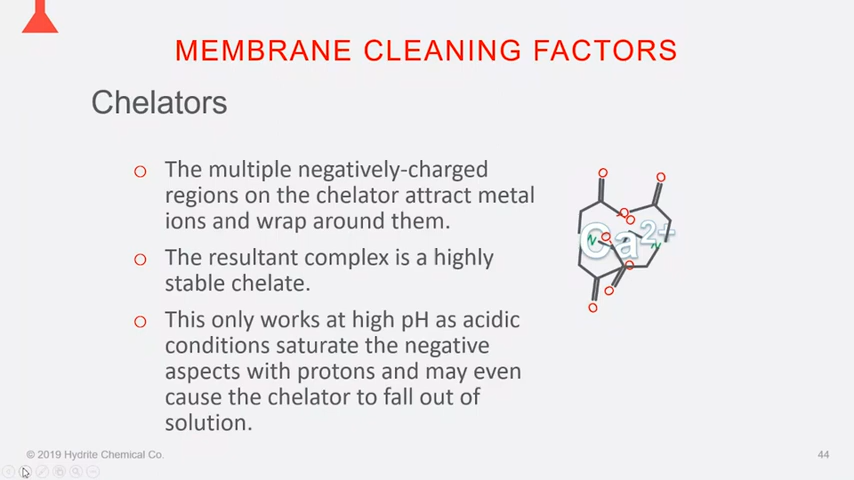 MEMBRANE CLEANING FACTORS
Chelators
o The multiple negatively-charged
regions on the chelator attract metal
ions and wrap around them.
o The resultant complex is a highly
stable chelate.
o This only works at high pH as acidic
conditions saturate the negative
aspects with protons and may even
cause the chelator to fall out of
solution.
O O
O O
Ca2+
N O N
O
O
O
© 2019 Hydrite Chemical Co.
44